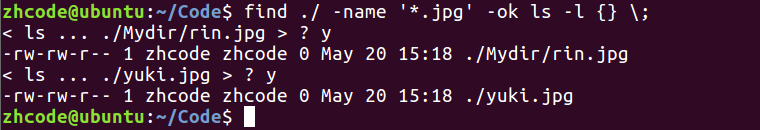 zhcode@ubuntu:~/Code$ find ./ -name '*.jpg' -ok ls -l {} \;
< ls ... ./Mydir/rin.jpg > ? y
-rw-rw-r-- 1 zhcode zhcode 0 May 20 15:18 ./Mydir/rin.jpg
< ls ... ./yuki.jpg > ? y
-rw-rw-r-- 1 zhcode zhcode 0 May 20 15:18 ./yuki.jpg
zhcode@ubuntu:~/Code$